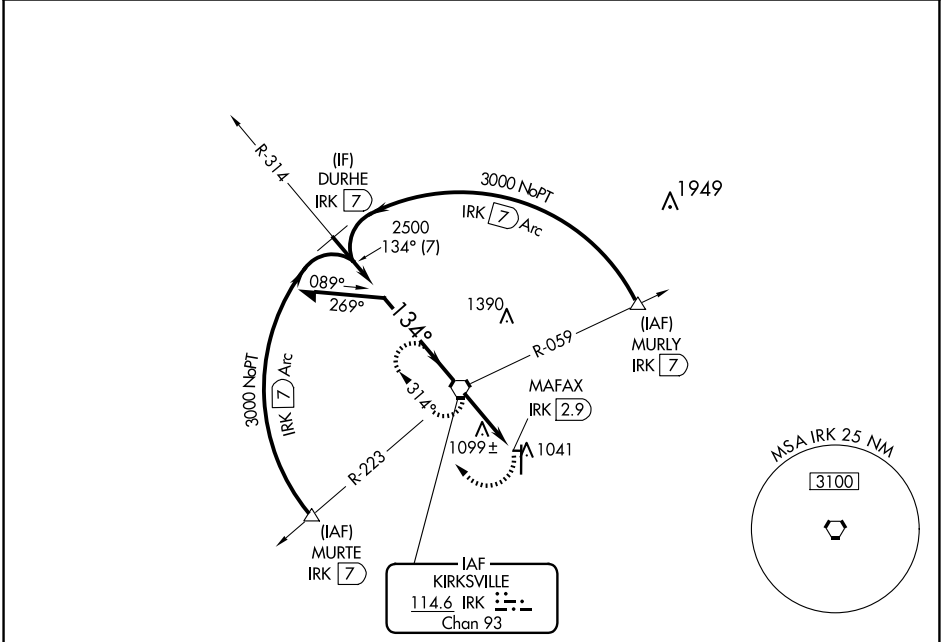 R-314
(IF)
DURHE
IRK 7
3000 NoPT
IRK 7 Arc
1949
2500
134° (7)
089°
269°
134°
1390
R-059
(IAF)
MURLY
IRK 7
3000 NoPT
IRK 7 Arc
314°
MAFAX
IRK 2.9
1099±
1041
R-223
(IAF)
MURTE
IRK 7
IAF
KIRKSVILLE
114.6 IRK
Chan 93
MSA IRK 25 NM
3100